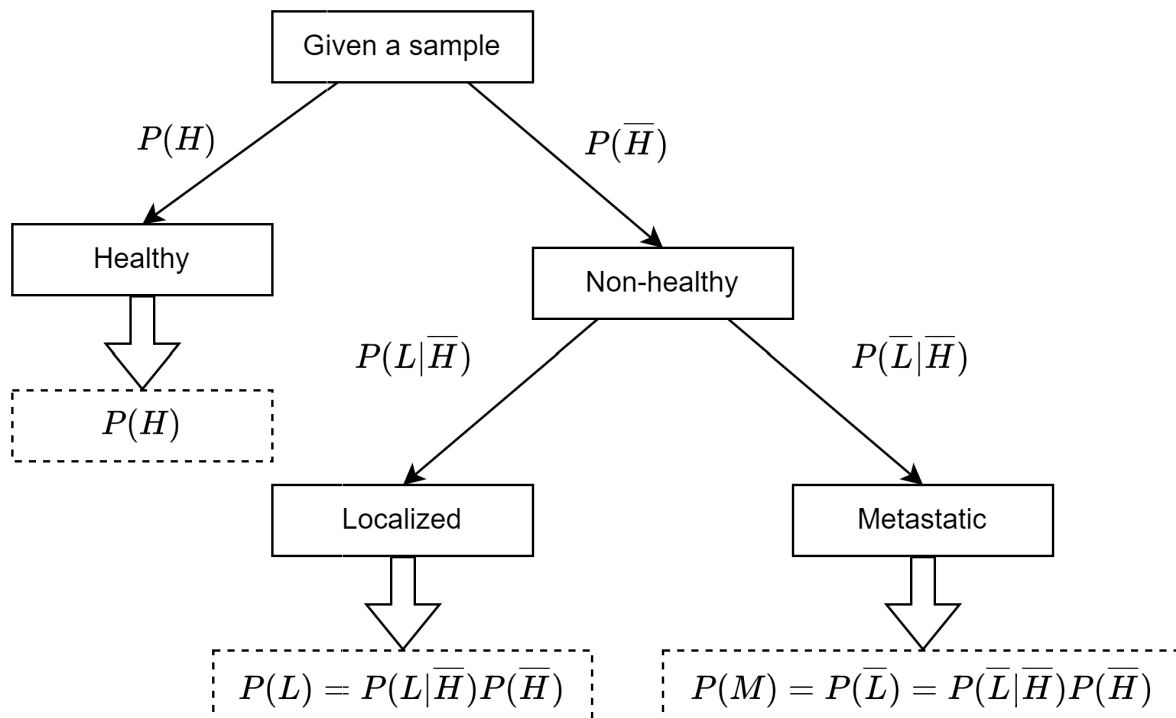 Given a sample
P(H)
P(H̅)
Healthy
Non-healthy
P(L|H̅)
P(L̅|H̅)
P(H)
Localized
Metastatic
P(L) = P(L|H̅)P(H̅)
P(M) = P(L̅) = P(L̅|H̅)P(H̅)